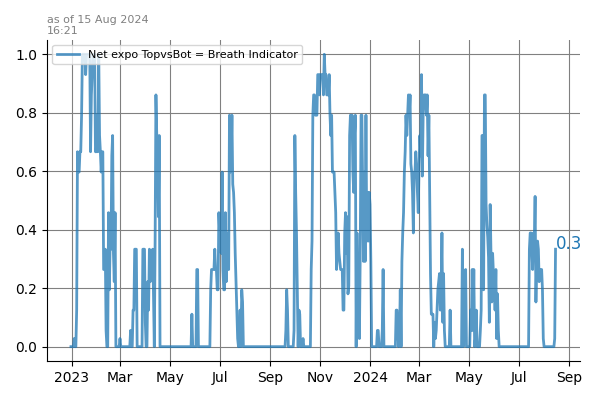 as of 15 Aug 2024
16:21
Net expo TopvsBot = Breath Indicator
1.0
0.8
0.6
0.4
0.3
0.2
0.0
2023 Mar May Jul Sep Nov 2024 Mar May Jul Sep